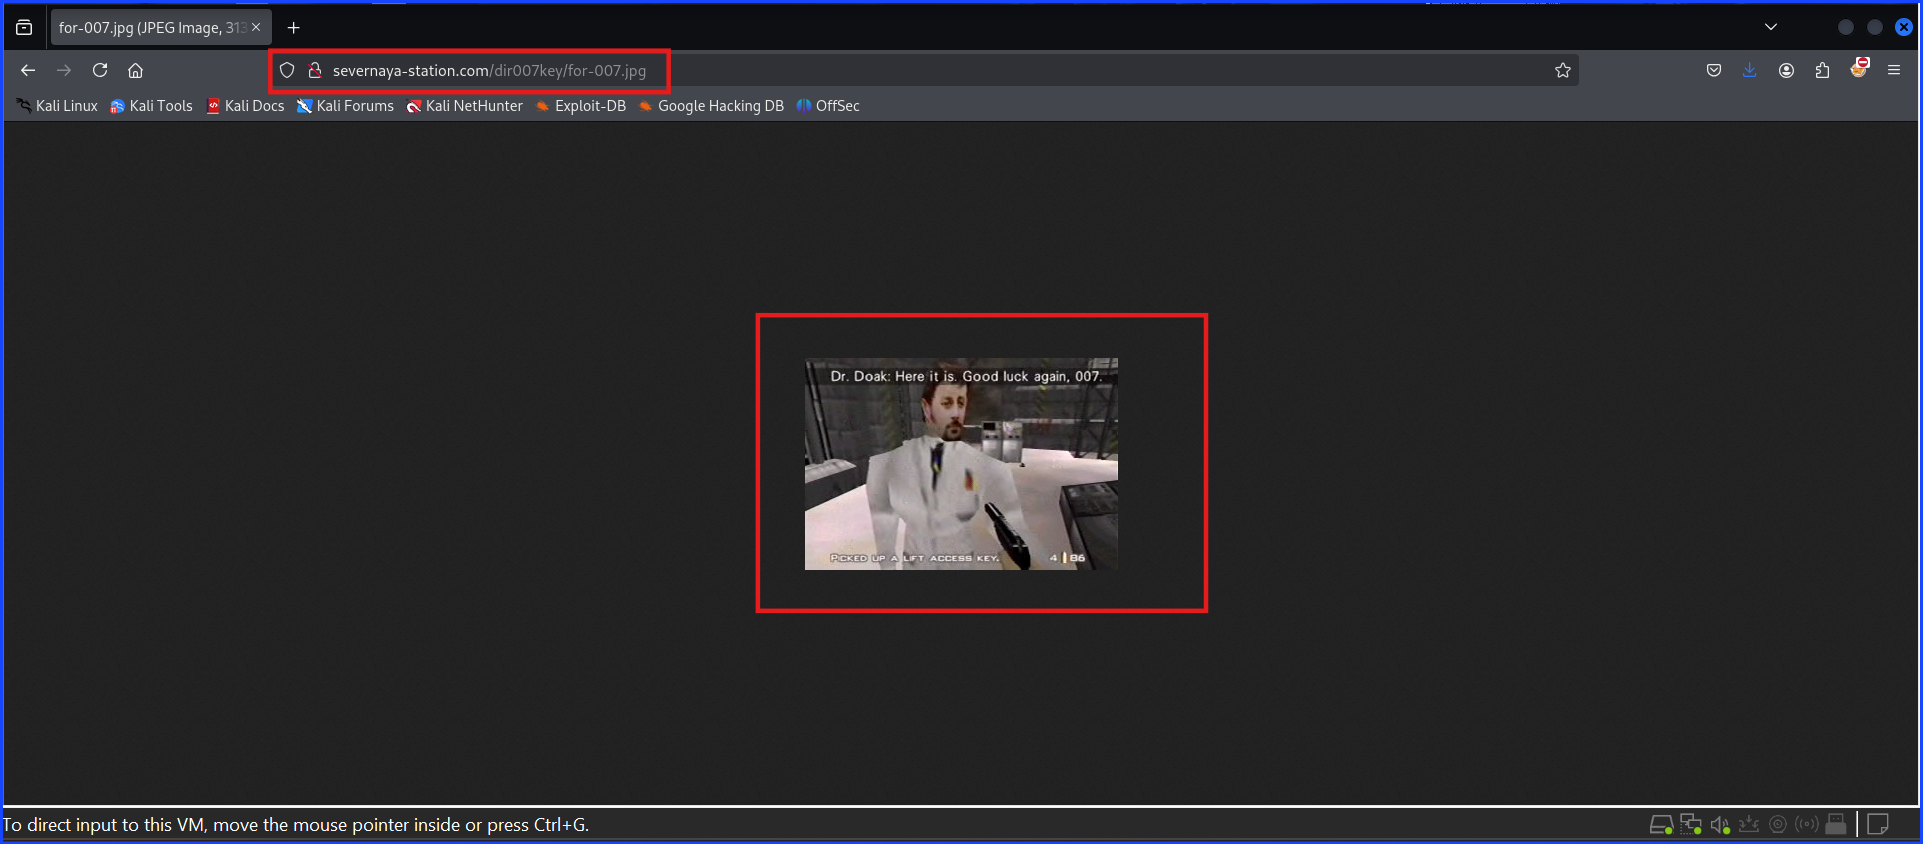 for-007.jpg (JPEG Image, 313
severnaya-station.com/dir007key/for-007.jpg
Kali Linux Kali Tools Kali Docs Kali Forums Kali NetHunter Exploit-DB Google Hacking DB OffSec
Dr. Doak: Here it is. Good luck again, 007.
PICKED UP A LIFT ACCESS KEY. 4 86
To direct input to this VM, move the mouse pointer inside or press Ctrl+G.